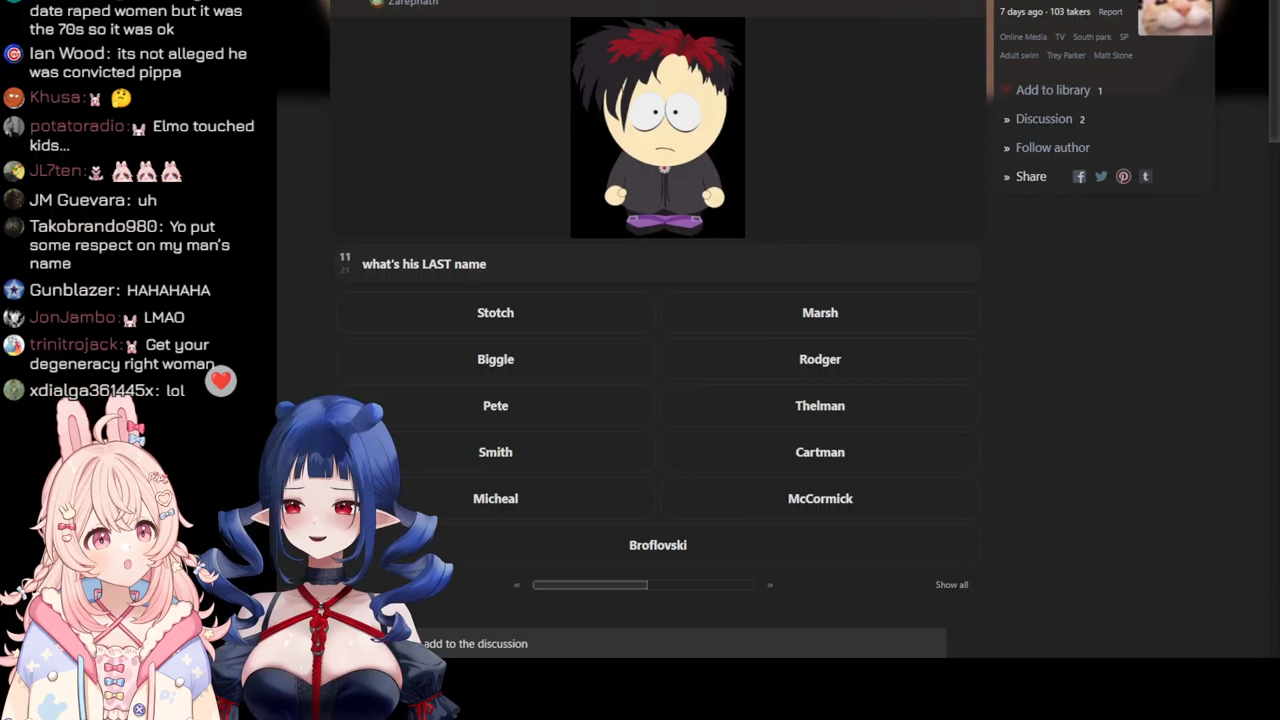 date raped women but it was
the 70s so it was ok
Ian Wood: its not alleged he
was convicted pippa
Khusa:
potatoradio: Elmo touched
kids...
JL7ten:
JM Guevara: uh
Takobrando980: Yo put
some respect on my man's
name
Gunblazer: HAHAHAHA
JonJambo: LMAO
trinitrojack: Get your
degeneracy right woman
xdialga361445x: lol
Zarephath
7 days ago - 103 takers Report
Online Media TV South park SP
Adult swim Trey Parker Matt Stone
Add to library 1
» Discussion 2
» Follow author
» Share
11
21
what's his LAST name
Stotch
Marsh
Biggle
Rodger
Pete
Thelman
Smith
Cartman
Micheal
McCormick
Broflovski
« » Show all
add to the discussion